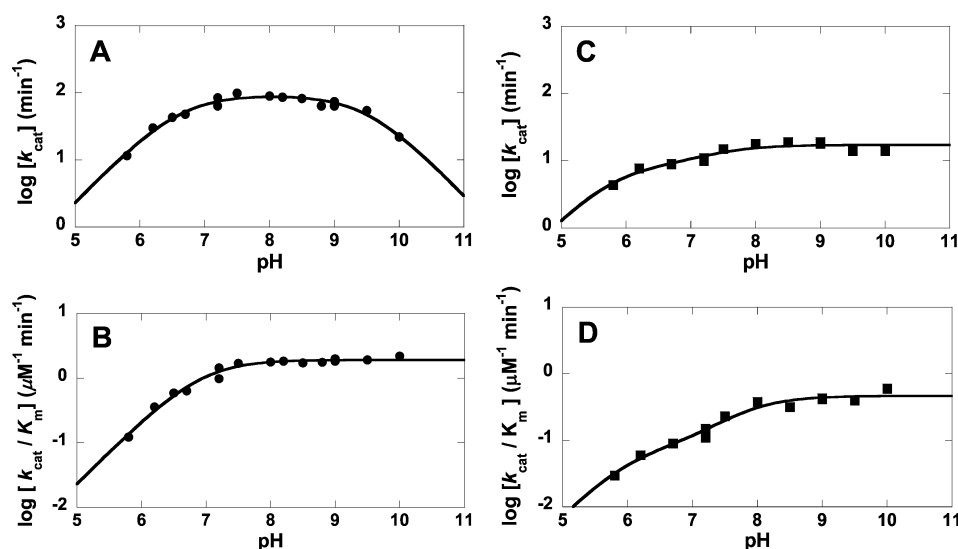 A
log [kcat] (min-1)
3
2
1
0
5 6 7 8 9 10 11
pH
C
log [kcat] (min-1)
3
2
1
0
5 6 7 8 9 10 11
pH
B
log [ kcat / Km] (μM-1 min-1)
1
0
-1
-2
5 6 7 8 9 10 11
pH
D
log [kcat / Km] (μM-1 min-1)
1
0
-1
-2
5 6 7 8 9 10 11
pH